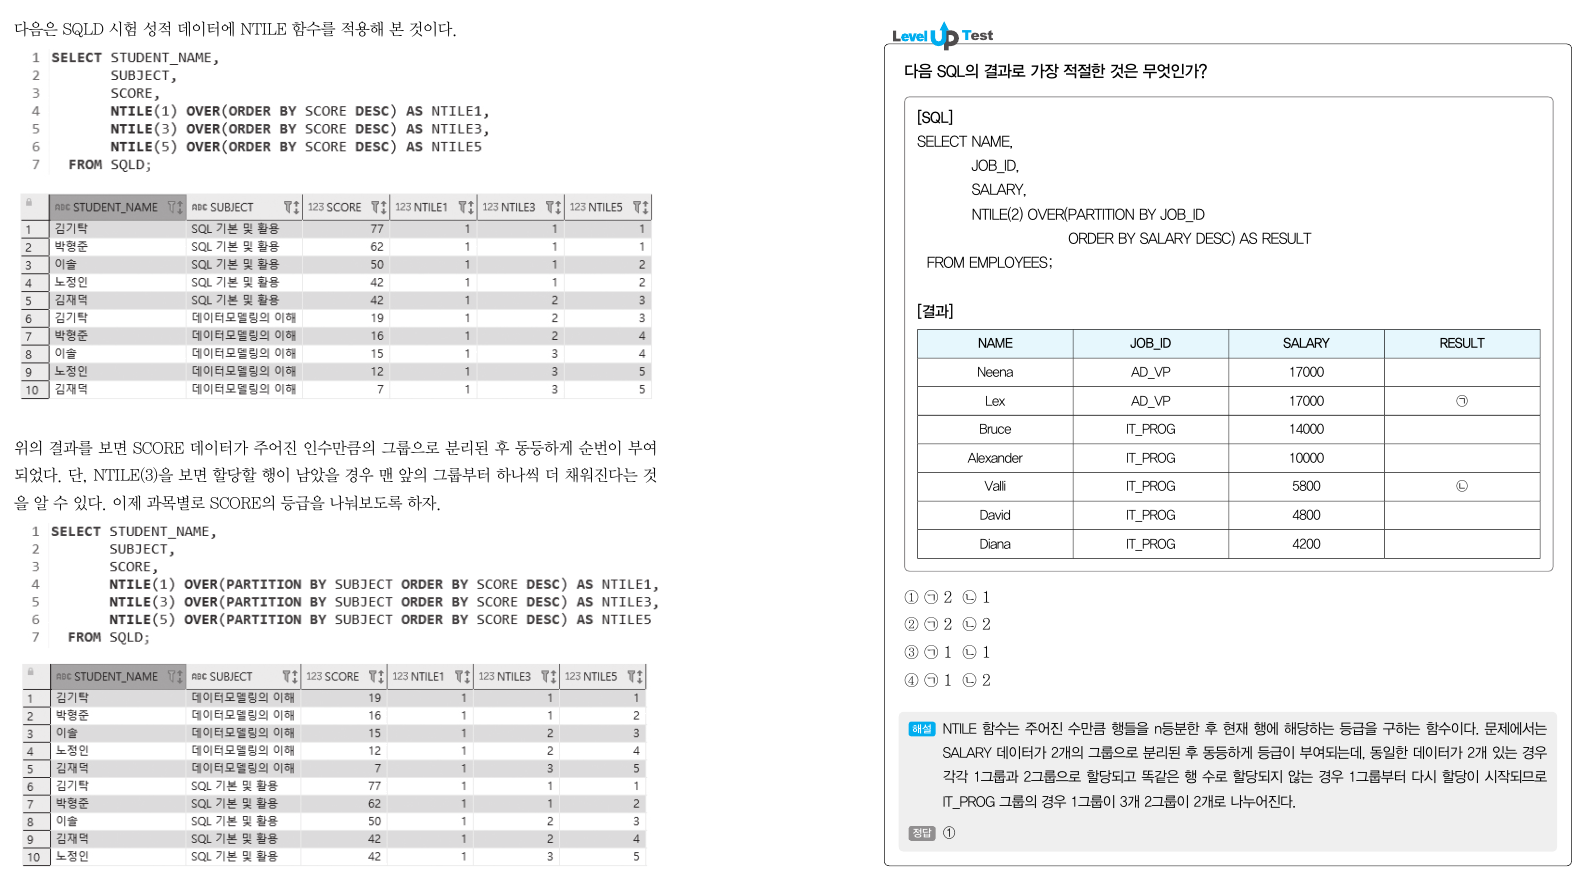 다음은 SQLD 시험 성적 데이터에 NTILE 함수를 적용해 본 것이다.
1 SELECT STUDENT_NAME,
2 SUBJECT,
3 SCORE,
4 NTILE(1) OVER(ORDER BY SCORE DESC) AS NTILE1,
5 NTILE(3) OVER(ORDER BY SCORE DESC) AS NTILE3,
6 NTILE(5) OVER(ORDER BY SCORE DESC) AS NTILE5
7 FROM SQLD;
ABC STUDENT_NAME ABC SUBJECT 123 SCORE 123 NTILE1 123 NTILE3 123 NTILE5
1 김기탁 SQL 기본 및 활용 77 1 1 1
2 박형준 SQL 기본 및 활용 62 1 1 1
3 이솔 SQL 기본 및 활용 50 1 1 2
4 노정인 SQL 기본 및 활용 42 1 1 2
5 김재덕 SQL 기본 및 활용 42 1 2 3
6 김기탁 데이터모델링의 이해 19 1 2 3
7 박형준 데이터모델링의 이해 16 1 2 4
8 이솔 데이터모델링의 이해 15 1 3 4
9 노정인 데이터모델링의 이해 12 1 3 5
10 김재덕 데이터모델링의 이해 7 1 3 5
위의 결과를 보면 SCORE 데이터가 주어진 인수만큼의 그룹으로 분리된 후 동등하게 순번이 부여
되었다. 단, NTILE(3)을 보면 할당할 행이 남았을 경우 맨 앞의 그룹부터 하나씩 더 채워진다는 것
을 알 수 있다. 이제 과목별로 SCORE의 등급을 나눠보도록 하자.
1 SELECT STUDENT_NAME,
2 SUBJECT,
3 SCORE,
4 NTILE(1) OVER(PARTITION BY SUBJECT ORDER BY SCORE DESC) AS NTILE1,
5 NTILE(3) OVER(PARTITION BY SUBJECT ORDER BY SCORE DESC) AS NTILE3,
6 NTILE(5) OVER(PARTITION BY SUBJECT ORDER BY SCORE DESC) AS NTILE5
7 FROM SQLD;
ABC STUDENT_NAME ABC SUBJECT 123 SCORE 123 NTILE1 123 NTILE3 123 NTILE5
1 김기탁 데이터모델링의 이해 19 1 1 1
2 박형준 데이터모델링의 이해 16 1 1 2
3 이솔 데이터모델링의 이해 15 1 2 3
4 노정인 데이터모델링의 이해 12 1 2 4
5 김재덕 데이터모델링의 이해 7 1 3 5
6 김기탁 SQL 기본 및 활용 77 1 1 1
7 박형준 SQL 기본 및 활용 62 1 1 2
8 이솔 SQL 기본 및 활용 50 1 2 3
9 김재덕 SQL 기본 및 활용 42 1 2 4
10 노정인 SQL 기본 및 활용 42 1 3 5
Level Up Test
다음 SQL의 결과로 가장 적절한 것은 무엇인가?
[SQL]
SELECT NAME,
JOB_ID,
SALARY,
NTILE(2) OVER(PARTITION BY JOB_ID
ORDER BY SALARY DESC) AS RESULT
FROM EMPLOYEES;
[결과]
NAME JOB_ID SALARY RESULT
Neena AD_VP 17000
Lex AD_VP 17000 ㉠
Bruce IT_PROG 14000
Alexander IT_PROG 10000
Valli IT_PROG 5800 ㉡
David IT_PROG 4800
Diana IT_PROG 4200
① ㉠ 2 ㉡ 1
② ㉠ 2 ㉡ 2
③ ㉠ 1 ㉡ 1
④ ㉠ 1 ㉡ 2
해설 NTILE 함수는 주어진 수만큼 행들을 n등분한 후 현재 행에 해당하는 등급을 구하는 함수이다. 문제에서는
SALARY 데이터가 2개의 그룹으로 분리된 후 동등하게 등급이 부여되는데, 동일한 데이터가 2개 있는 경우
각각 1그룹과 2그룹으로 할당되고 똑같은 행 수로 할당되지 않는 경우 1그룹부터 다시 할당이 시작되므로
IT_PROG 그룹의 경우 1그룹이 3개 2그룹이 2개로 나누어진다.
정답 ①